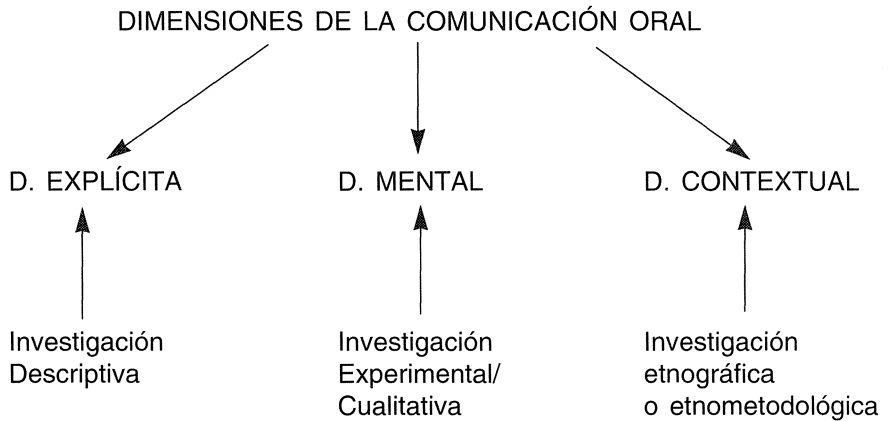 DIMENSIONES DE LA COMUNICACIÓN ORAL
D. EXPLÍCITA
D. MENTAL
D. CONTEXTUAL
Investigación
Descriptiva
Investigación
Experimental/
Cualitativa
Investigación
etnográfica
o etnometodológica